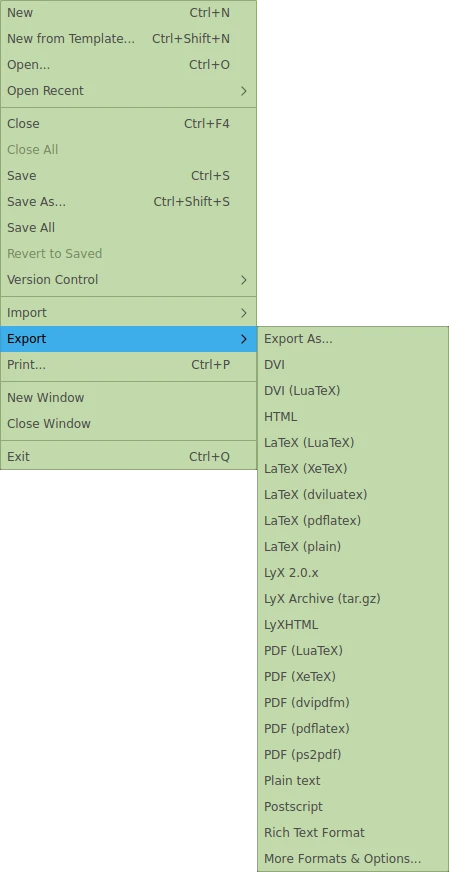 New Ctrl+N
New from Template... Ctrl+Shift+N
Open... Ctrl+O
Open Recent
Close Ctrl+F4
Close All
Save Ctrl+S
Save As... Ctrl+Shift+S
Save All
Revert to Saved
Version Control
Import
Export
Print... Ctrl+P
New Window
Close Window
Exit Ctrl+Q
Export As...
DVI
DVI (LuaTeX)
HTML
LaTeX (LuaTeX)
LaTeX (XeTeX)
LaTeX (dviluatex)
LaTeX (pdflatex)
LaTeX (plain)
LyX 2.0.x
LyX Archive (tar.gz)
LyXHTML
PDF (LuaTeX)
PDF (XeTeX)
PDF (dvipdfm)
PDF (pdflatex)
PDF (ps2pdf)
Plain text
Postscript
Rich Text Format
More Formats & Options...